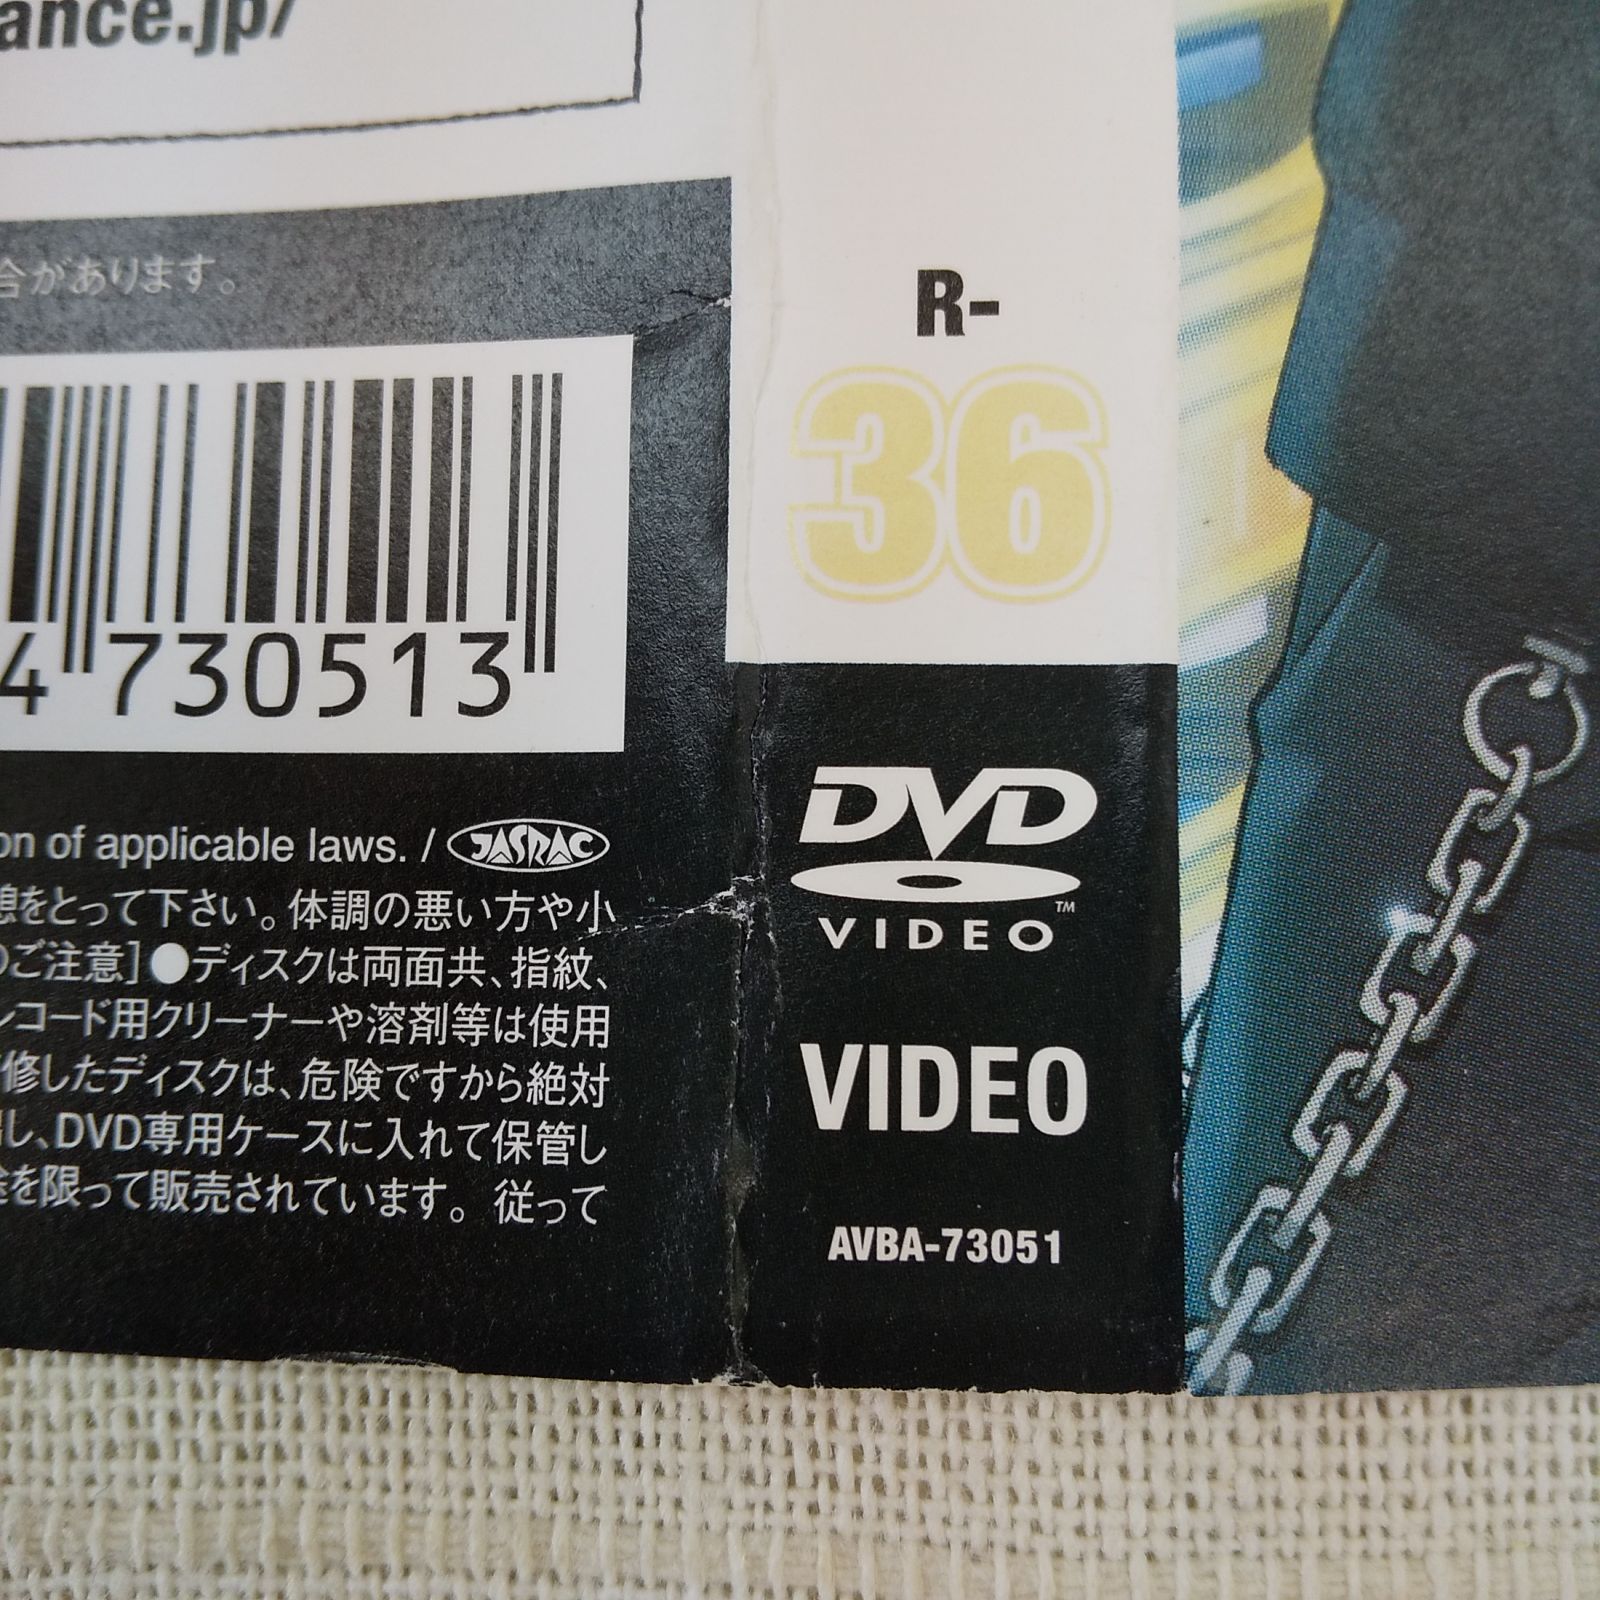 ance.jp/
合があります。
4 730513
on of applicable laws. / JASRAC
憩をとって下さい。体調の悪い方や小
のご注意]●ディスクは両面共、指紋、
レコード用クリーナーや溶剤等は使用
修したディスクは、危険ですから絶対
し、DVD専用ケースに入れて保管し
を限って販売されています。従って
R-
36
DVD
VIDEO
TM
VIDEO
AVBA-73051